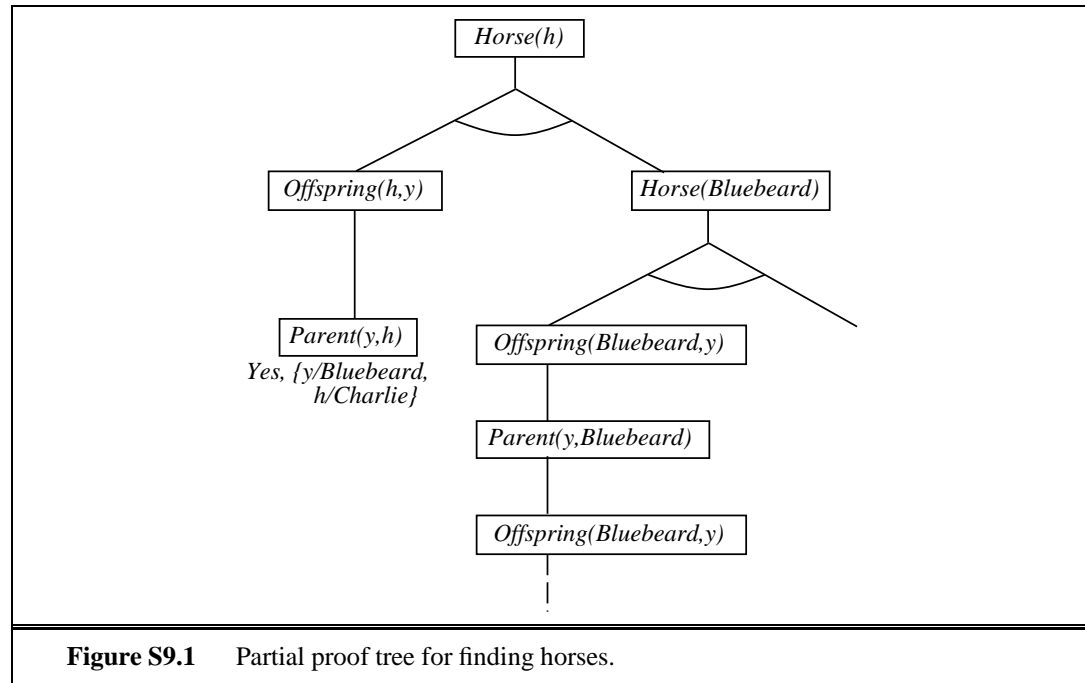 Horse(h)
Offspring(h,y)
Horse(Bluebeard)
Parent(y,h)
Yes, {y/Bluebeard,
h/Charlie}
Offspring(Bluebeard,y)
Parent(y,Bluebeard)
Offspring(Bluebeard,y)
Figure S9.1 Partial proof tree for finding horses.